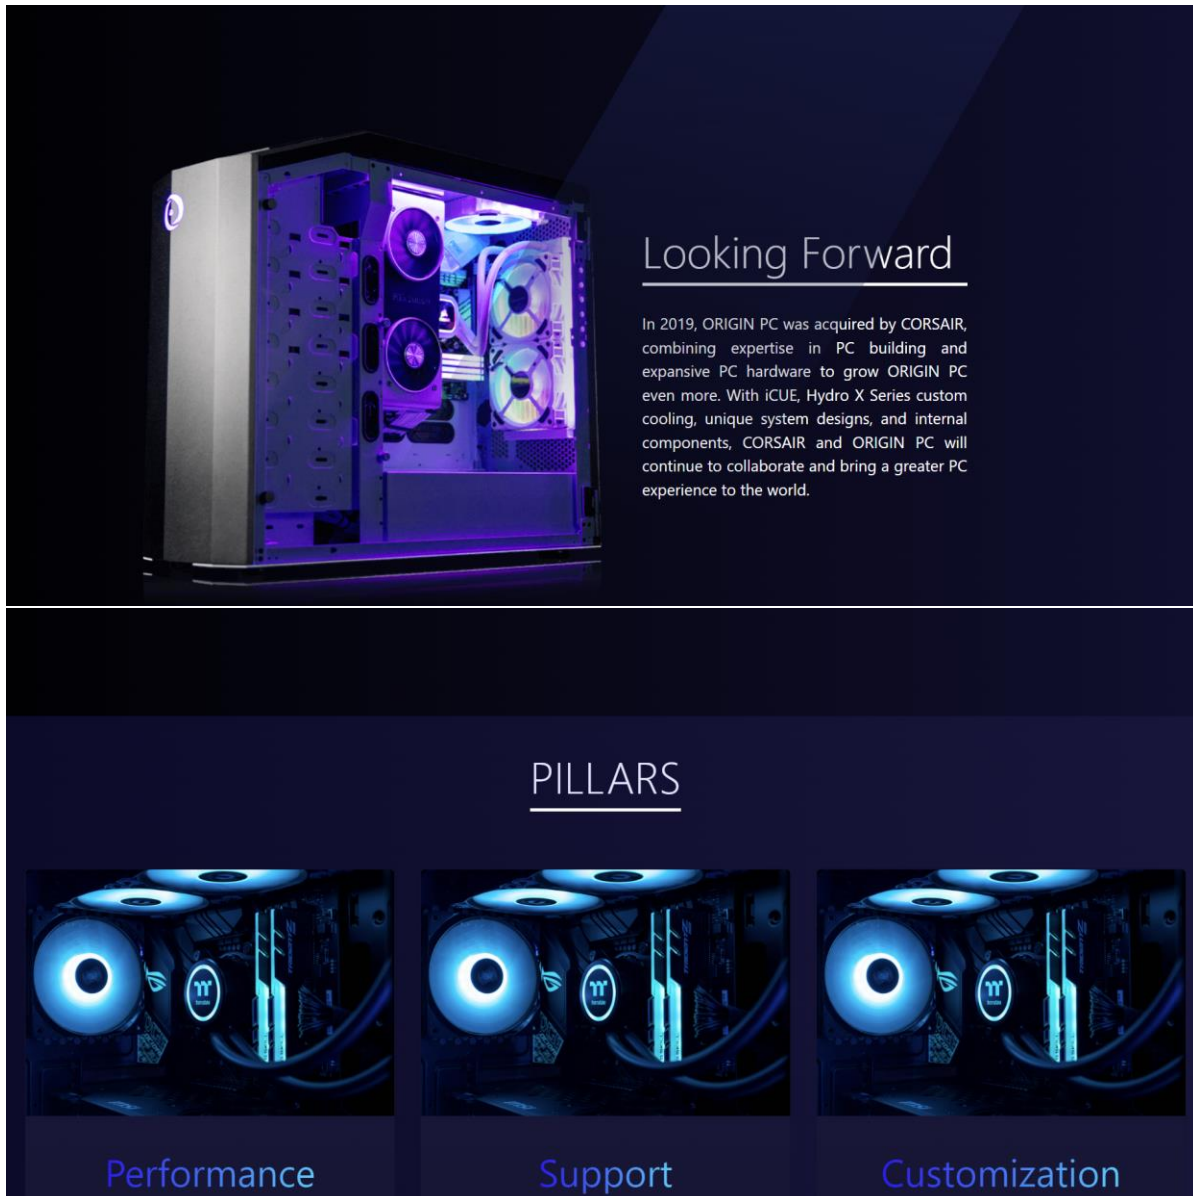 Looking Forward
In 2019, ORIGIN PC was acquired by CORSAIR,
combining expertise in PC building and
expansive PC hardware to grow ORIGIN PC
even more. With iCUE, Hydro X Series custom
cooling, unique system designs, and internal
components, CORSAIR and ORIGIN PC will
continue to collaborate and bring a greater PC
experience to the world.
PILLARS
Performance
Support
Customization